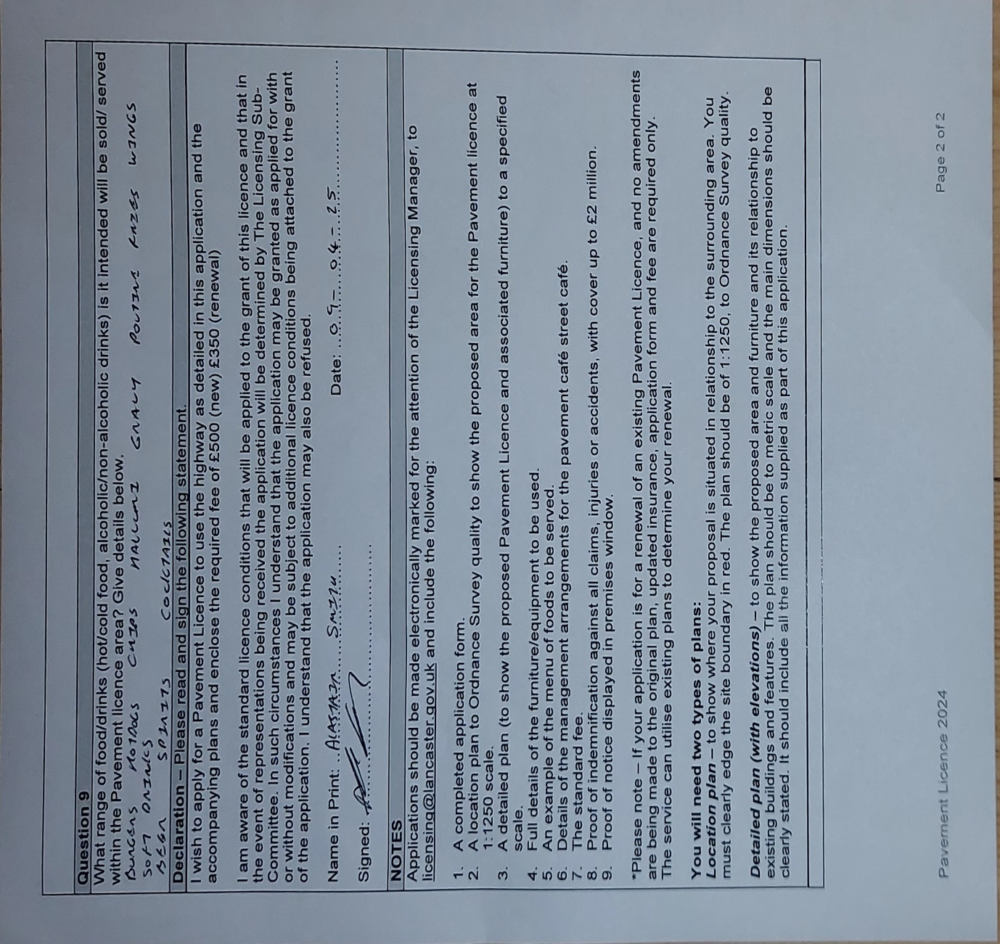 Question 9
What range of food/drinks (hot/cold food, alcoholic/non-alcoholic drinks) is it intended will be sold/ served
within the Pavement licence area? Give details below.
BURGERS HOTDOGS CHIPS HALLUMI GRAVY POUTINE FRIES WINGS
SOFT DRINKS
BEER SPIRITS COCKTAILS
Declaration – Please read and sign the following statement.
I wish to apply for a Pavement Licence to use the highway as detailed in this application and the
accompanying plans and enclose the required fee of £500 (new) £350 (renewal)
I am aware of the standard licence conditions that will be applied to the grant of this licence and that in
the event of representations being received the application will be determined by The Licensing Sub-
Committee. In such circumstances I understand that the application may be granted as applied for with
or without modifications and may be subject to additional licence conditions being attached to the grant
of the application. I understand that the application may also be refused.
Name in Print: ALASTAIR SMITH Date: 09-04-25
Signed:
NOTES
Applications should be made electronically marked for the attention of the Licensing Manager, to
licensing@lancaster.gov.uk and include the following:
1. A completed application form.
2. A location plan to Ordnance Survey quality to show the proposed area for the Pavement licence at
1:1250 scale.
3. A detailed plan (to show the proposed Pavement Licence and associated furniture) to a specified
scale.
4. Full details of the furniture/equipment to be used.
5. An example of the menu of foods to be served.
6. Details of the management arrangements for the pavement café street café.
7. The standard fee.
8. Proof of indemnification against all claims, injuries or accidents, with cover up to £2 million.
9. Proof of notice displayed in premises window.
*Please note – If your application is for a renewal of an existing Pavement Licence, and no amendments
are being made to the original plan, updated insurance, application form and fee are required only.
The service can utilise existing plans to determine your renewal.
You will need two types of plans:
Location plan – to show where your proposal is situated in relationship to the surrounding area. You
must clearly edge the site boundary in red. The plan should be of 1:1250, to Ordnance Survey quality.
Detailed plan (with elevations) – to show the proposed area and furniture and its relationship to
existing buildings and features. The plan should be to metric scale and the main dimensions should be
clearly stated. It should include all the information supplied as part of this application.
Pavement Licence 2024 Page 2 of 2